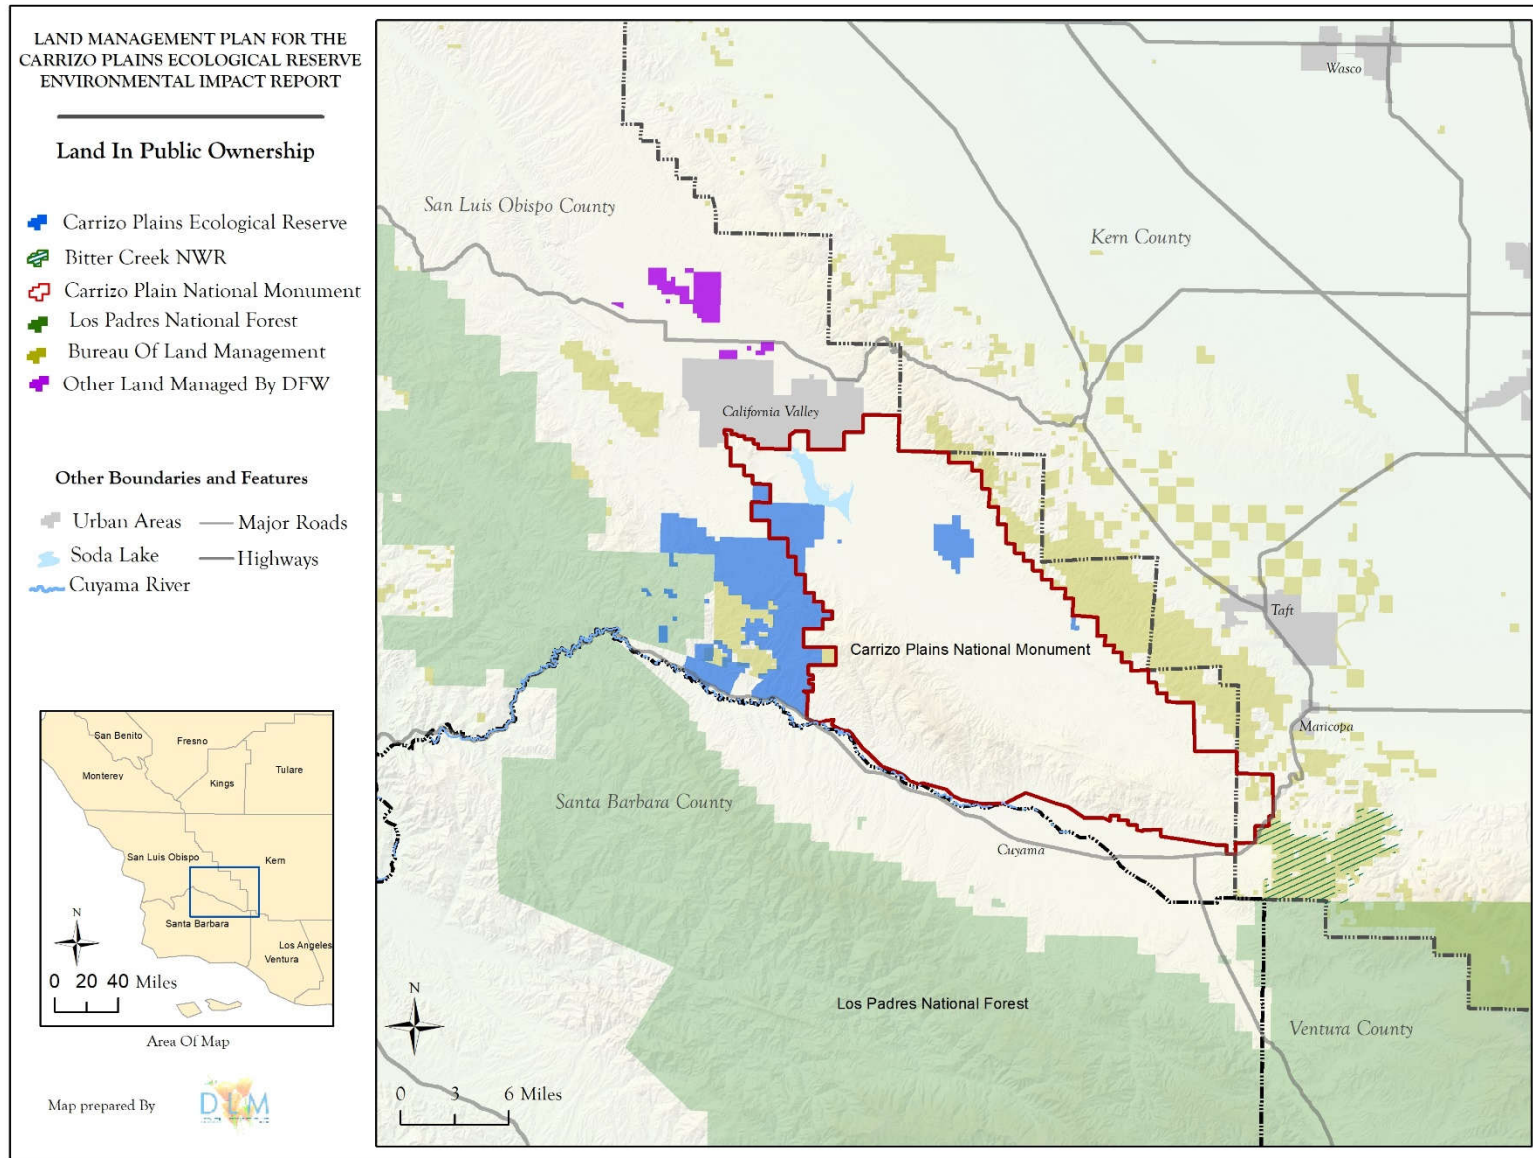 LAND MANAGEMENT PLAN FOR THE
CARRIZO PLAINS ECOLOGICAL RESERVE
ENVIRONMENTAL IMPACT REPORT
Land In Public Ownership
Carrizo Plains Ecological Reserve
Bitter Creek NWR
Carrizo Plain National Monument
Los Padres National Forest
Bureau Of Land Management
Other Land Managed By DFW
Other Boundaries and Features
Urban Areas
Major Roads
Soda Lake
Highways
Cuyama River
San Benito
Fresno
Monterey
Kings
Tulare
San Luis Obispo
Kern
Santa Barbara
Los Angeles
Ventura
N
0 20 40 Miles
Area Of Map
Map prepared By
DLM
Wasco
San Luis Obispo County
Kern County
California Valley
Taft
Carrizo Plains National Monument
Maricopa
Santa Barbara County
Cuyama
Los Padres National Forest
Ventura County
N
0 3 6 Miles